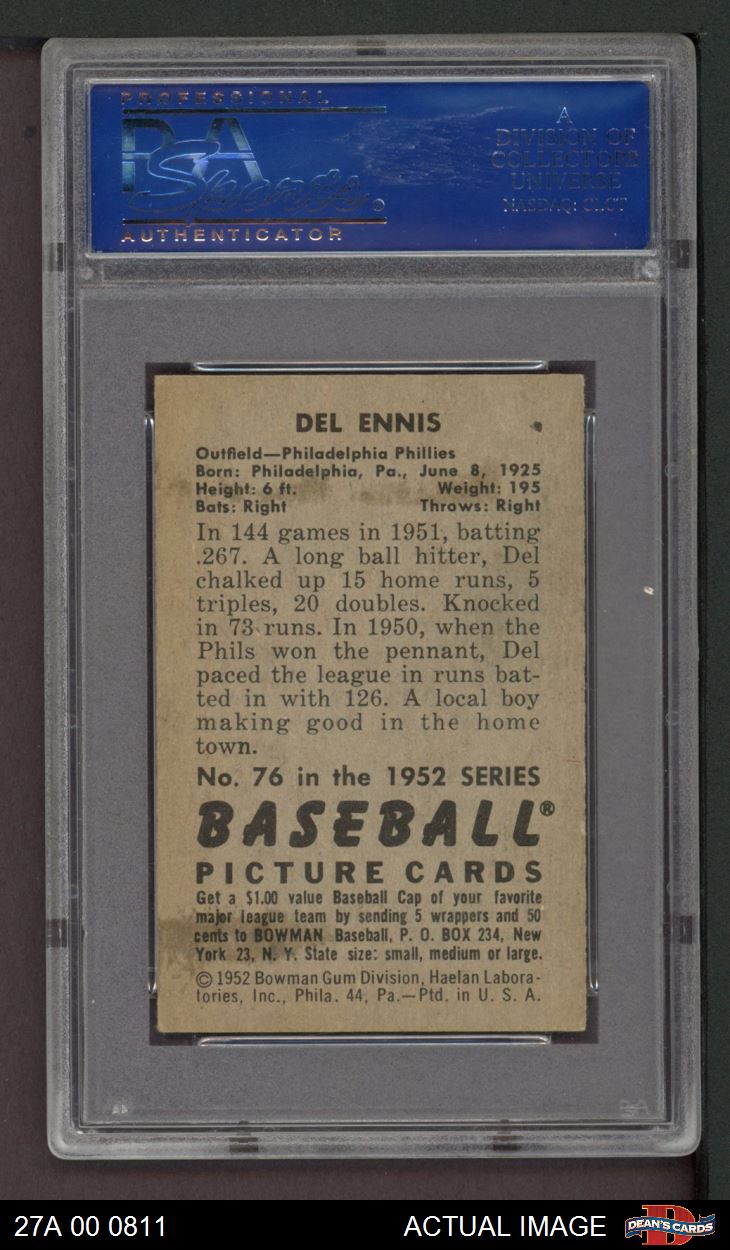 PROFESSIONAL
PSA
Sports
AUTHENTICATOR
A
DIVISION OF
COLLECTORS
UNIVERSE
NASDAQ: CLCT
DEL ENNIS
Outfield—Philadelphia Phillies
Born: Philadelphia, Pa., June 8, 1925
Height: 6 ft. Weight: 195
Bats: Right Throws: Right
In 144 games in 1951, batting
.267. A long ball hitter, Del
chalked up 15 home runs, 5
triples, 20 doubles. Knocked
in 73 runs. In 1950, when the
Phils won the pennant, Del
paced the league in runs bat-
ted in with 126. A local boy
making good in the home
town.
No. 76 in the 1952 SERIES
BASEBALL®
PICTURE CARDS
Get a $1.00 value Baseball Cap of your favorite
major league team by sending 5 wrappers and 50
cents to BOWMAN Baseball, P. O. BOX 234, New
York 23, N. Y. State size: small, medium or large.
© 1952 Bowman Gum Division, Haelan Labora-
tories, Inc., Phila. 44, Pa.—Ptd. in U. S. A.
27A 00 0811 ACTUAL IMAGE DEAN'S CARDS